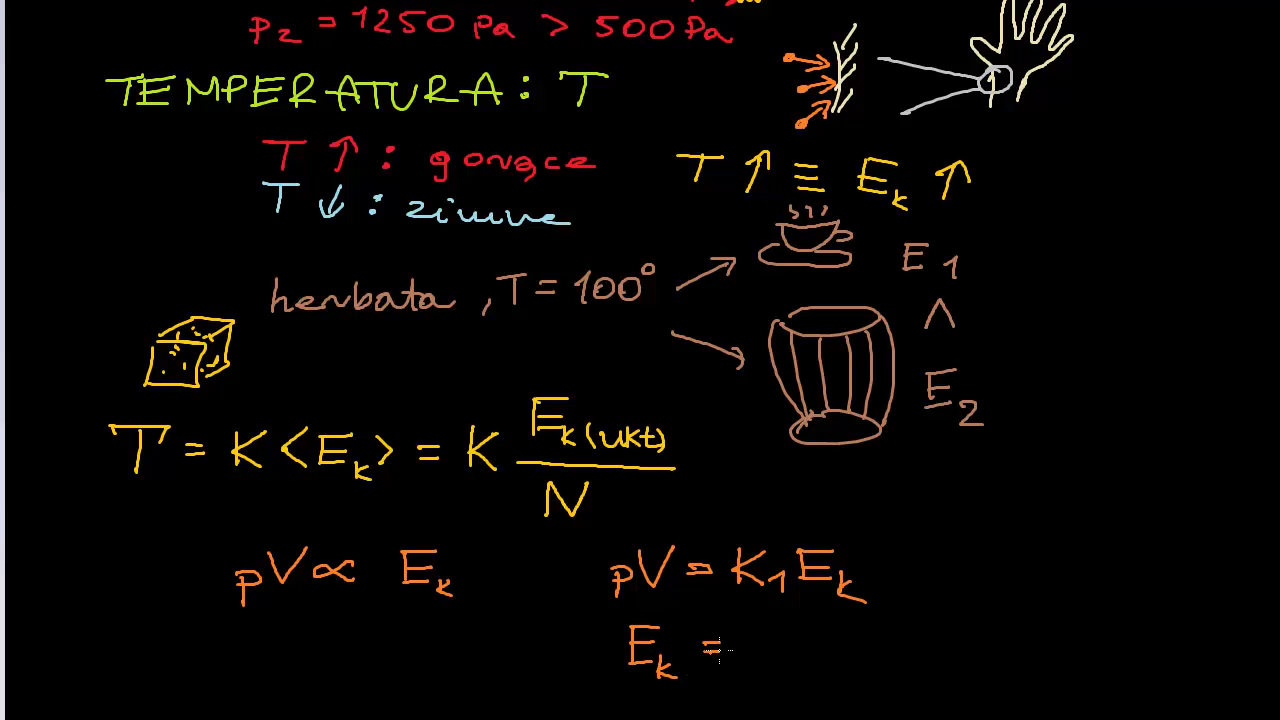 p₂ = 1250 Pa > 500 Pa
TEMPERATURA: T
T ↑ : gorące
T ↑ ≡ Eₖ ↑
T ↓ : zimne
herbata, T = 100°
E₁
^
E₂
T = K <Eₖ> = K Eₖ(ukł) / N
pV ∝ Eₖ
pV = K₁Eₖ
Eₖ =